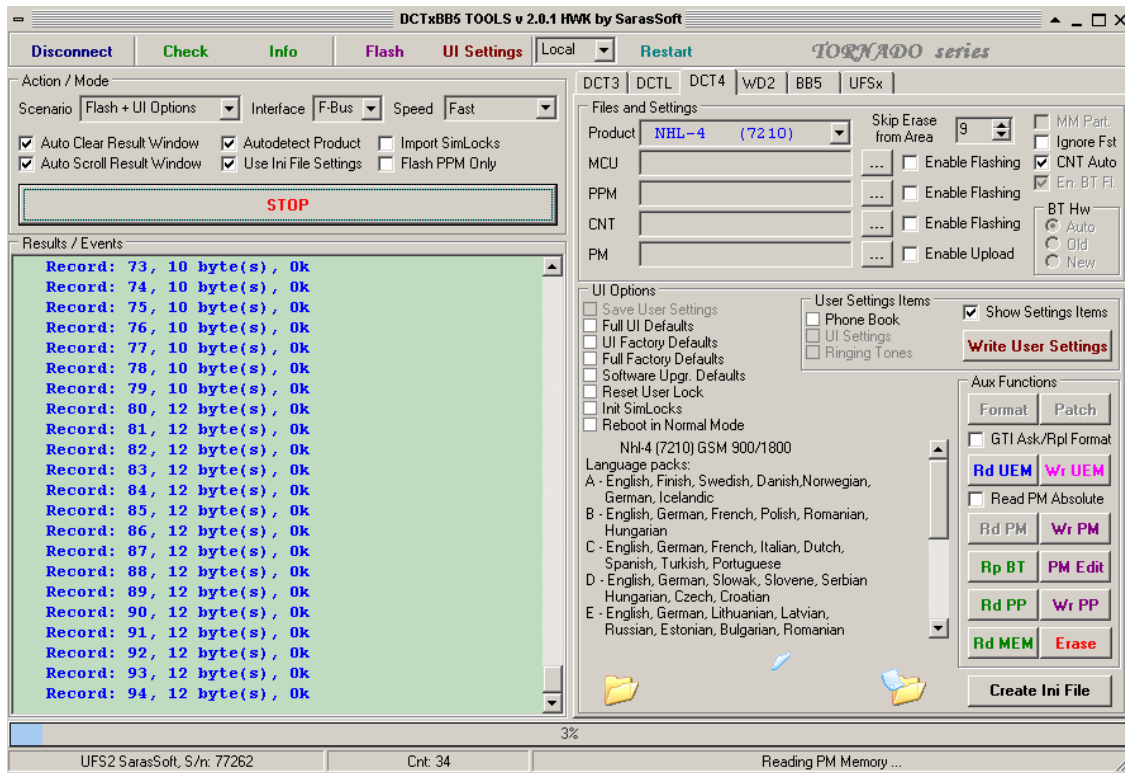 DCTxBB5 TOOLS v 2.0.1 HWK by SarasSoft
Disconnect Check Info Flash UI Settings Local Restart TORNADO series
Action / Mode
Scenario Flash + UI Options Interface F-Bus Speed Fast
Auto Clear Result Window Autodetect Product Import SimLocks
Auto Scroll Result Window Use Ini File Settings Flash PPM Only
STOP
Results / Events
Record: 73, 10 byte(s), Ok
Record: 74, 10 byte(s), Ok
Record: 75, 10 byte(s), Ok
Record: 76, 10 byte(s), Ok
Record: 77, 10 byte(s), Ok
Record: 78, 10 byte(s), Ok
Record: 79, 10 byte(s), Ok
Record: 80, 12 byte(s), Ok
Record: 81, 12 byte(s), Ok
Record: 82, 12 byte(s), Ok
Record: 83, 12 byte(s), Ok
Record: 84, 12 byte(s), Ok
Record: 85, 12 byte(s), Ok
Record: 86, 12 byte(s), Ok
Record: 87, 12 byte(s), Ok
Record: 88, 12 byte(s), Ok
Record: 89, 12 byte(s), Ok
Record: 90, 12 byte(s), Ok
Record: 91, 12 byte(s), Ok
Record: 92, 12 byte(s), Ok
Record: 93, 12 byte(s), Ok
Record: 94, 12 byte(s), Ok
DCT3 DCTL DCT4 WD2 BB5 UFSx
Files and Settings
Product NHL-4 (7210) Skip Erase from Area 9 MM Part.
Ignore Fst
MCU ... Enable Flashing CNT Auto
PPM ... Enable Flashing En. BT Fl.
CNT ... Enable Flashing
PM ... Enable Upload
BT Hw
Auto
Old
New
UI Options
Save User Settings
Full UI Defaults
UI Factory Defaults
Full Factory Defaults
Software Upgr. Defaults
Reset User Lock
Init SimLocks
Reboot in Normal Mode
User Settings Items
Phone Book
UI Settings
Ringing Tones
Show Settings Items
Write User Settings
Nhl-4 (7210) GSM 900/1800
Language packs:
A - English, Finish, Swedish, Danish,Norwegian,
German, Icelandic
B - English, German, French, Polish, Romanian,
Hungarian
C - English, German, French, Italian, Dutch,
Spanish, Turkish, Portuguese
D - English, German, Slowak, Slovene, Serbian
Hungarian, Czech, Croatian
E - English, German, Lithuanian, Latvian,
Russian, Estonian, Bulgarian, Romanian
Aux Functions
Format Patch
GTI Ask/Rpl Format
Rd UEM Wr UEM
Read PM Absolute
Rd PM Wr PM
Rp BT PM Edit
Rd PP Wr PP
Rd MEM Erase
Create Ini File
3%
UFS2 SarasSoft, S/n: 77262 Cnt: 34 Reading PM Memory ...